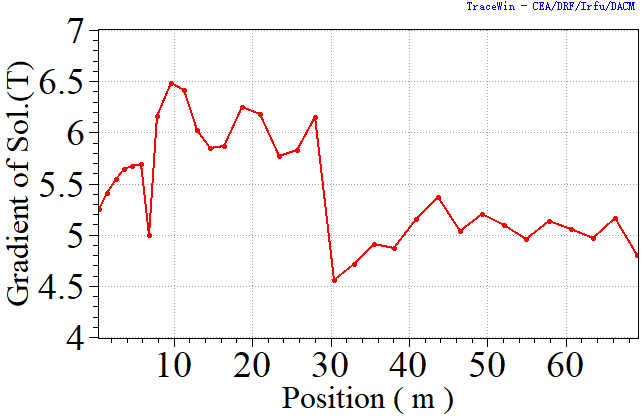 TraceWin - CEA/DRF/Irfu/DACM
7
6.5
6
5.5
5
4.5
4
Gradient of Sol.(T)
10 20 30 40 50 60
Position ( m )